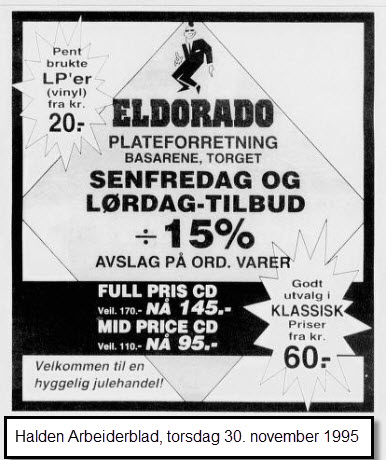 Pent
brukte
LP'er
(vinyl)
fra kr.
20.-
ELDORADO
PLATEFORRETNING
BASARENE, TORGET
SENFREDAG OG
LØRDAG-TILBUD
÷ 15%
AVSLAG PÅ ORD. VARER
FULL PRIS CD
Veil. 170.- NÅ 145.-
MID PRICE CD
Veil. 110.- NÅ 95.-
Godt
utvalg i
KLASSISK
Priser
fra kr.
60.-
Velkommen til en
hyggelig julehandel!
Halden Arbeiderblad, torsdag 30. november 1995